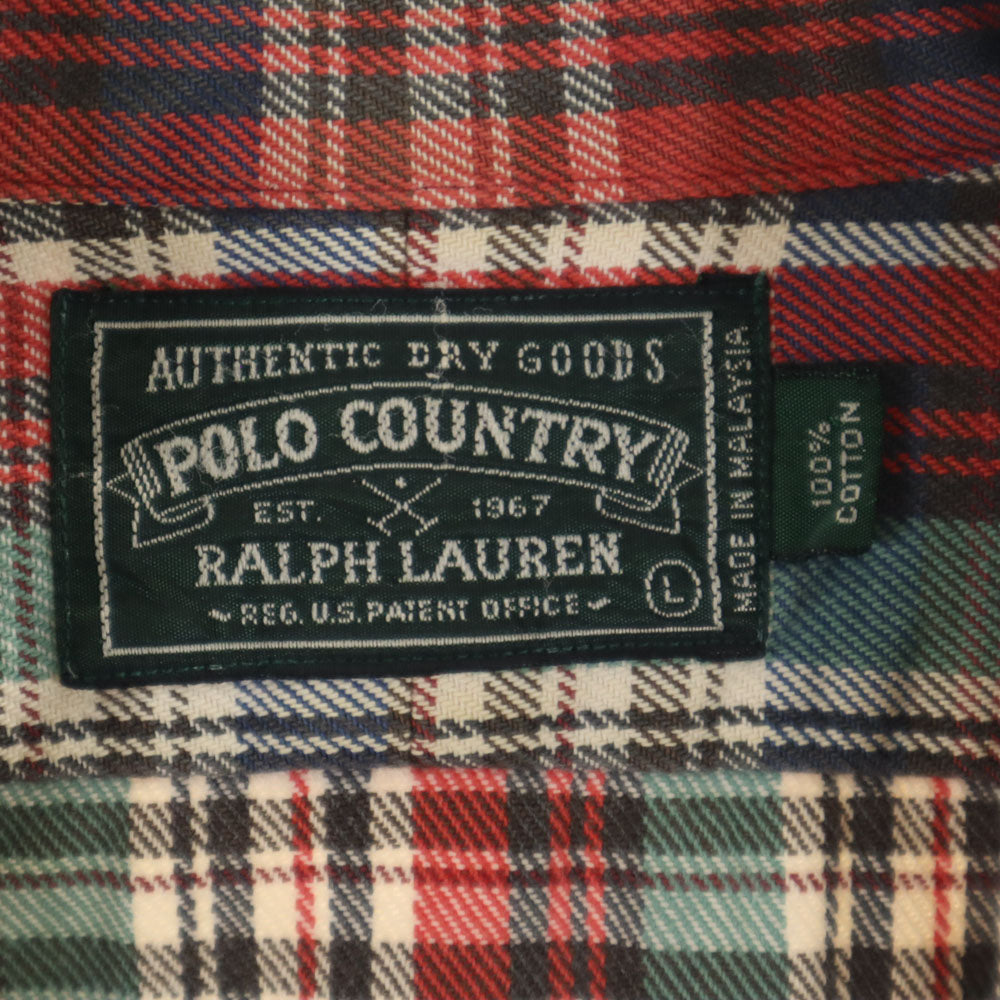 AUTHENTIC DRY GOODS
POLO COUNTRY
EST. 1967
RALPH LAUREN
REG. U.S. PATENT OFFICE
L
MADE IN MALAYSIA
100%
COTTON